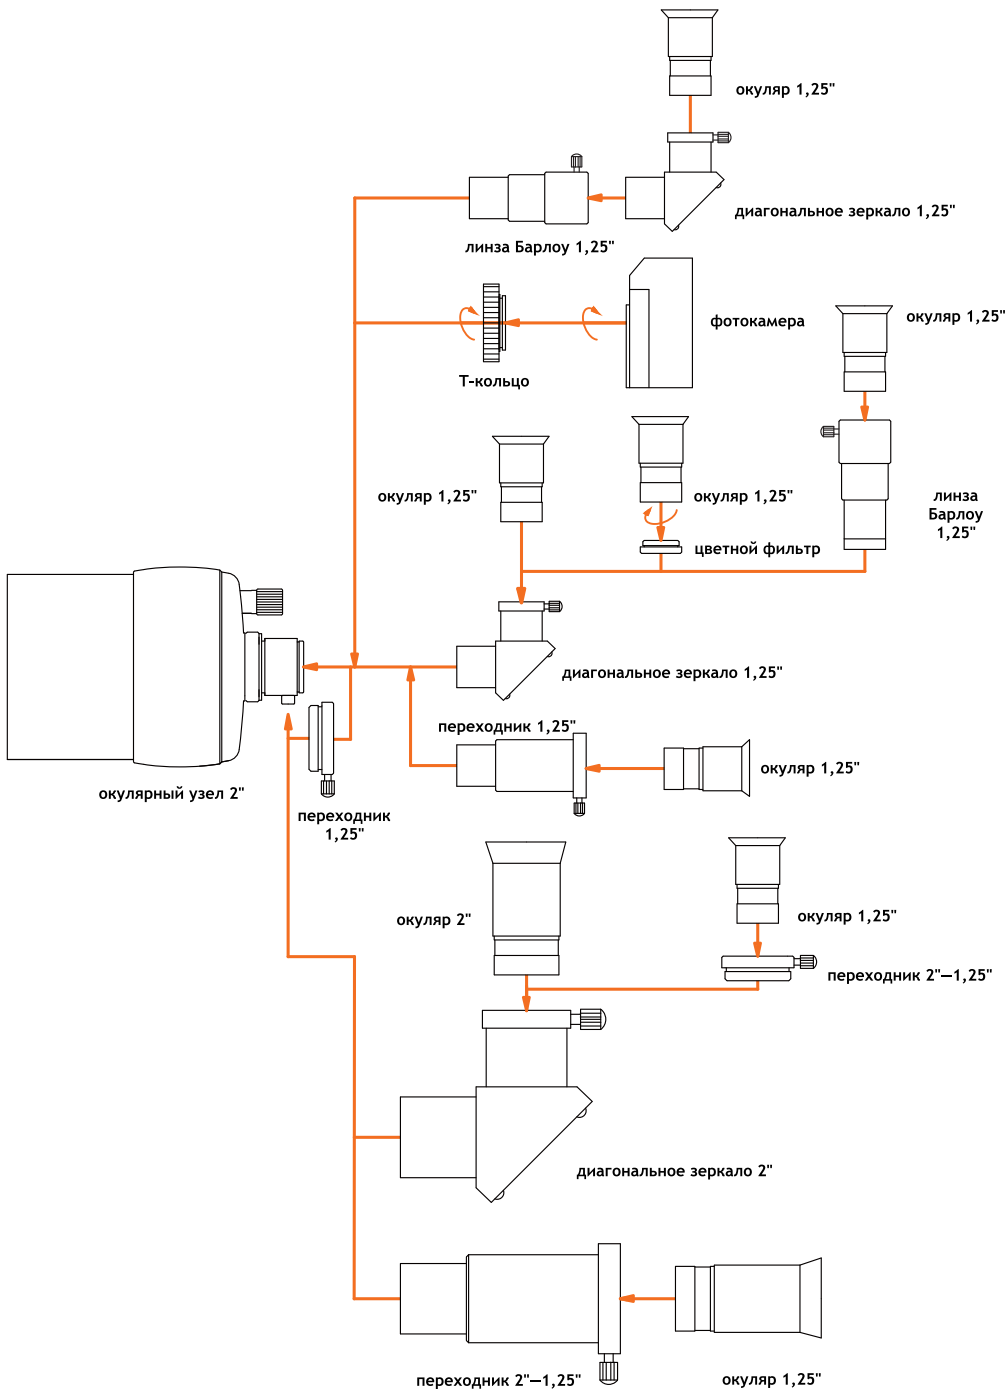 окуляр 1,25"
диагональное зеркало 1,25"
линза Барлоу 1,25"
фотокамера
окуляр 1,25"
Т-кольцо
окуляр 1,25"
окуляр 1,25"
линза
Барлоу
1,25"
цветной фильтр
диагональное зеркало 1,25"
переходник 1,25"
окуляр 1,25"
окулярный узел 2"
переходник
1,25"
окуляр 2"
окуляр 1,25"
переходник 2"—1,25"
диагональное зеркало 2"
переходник 2"—1,25"
окуляр 1,25"